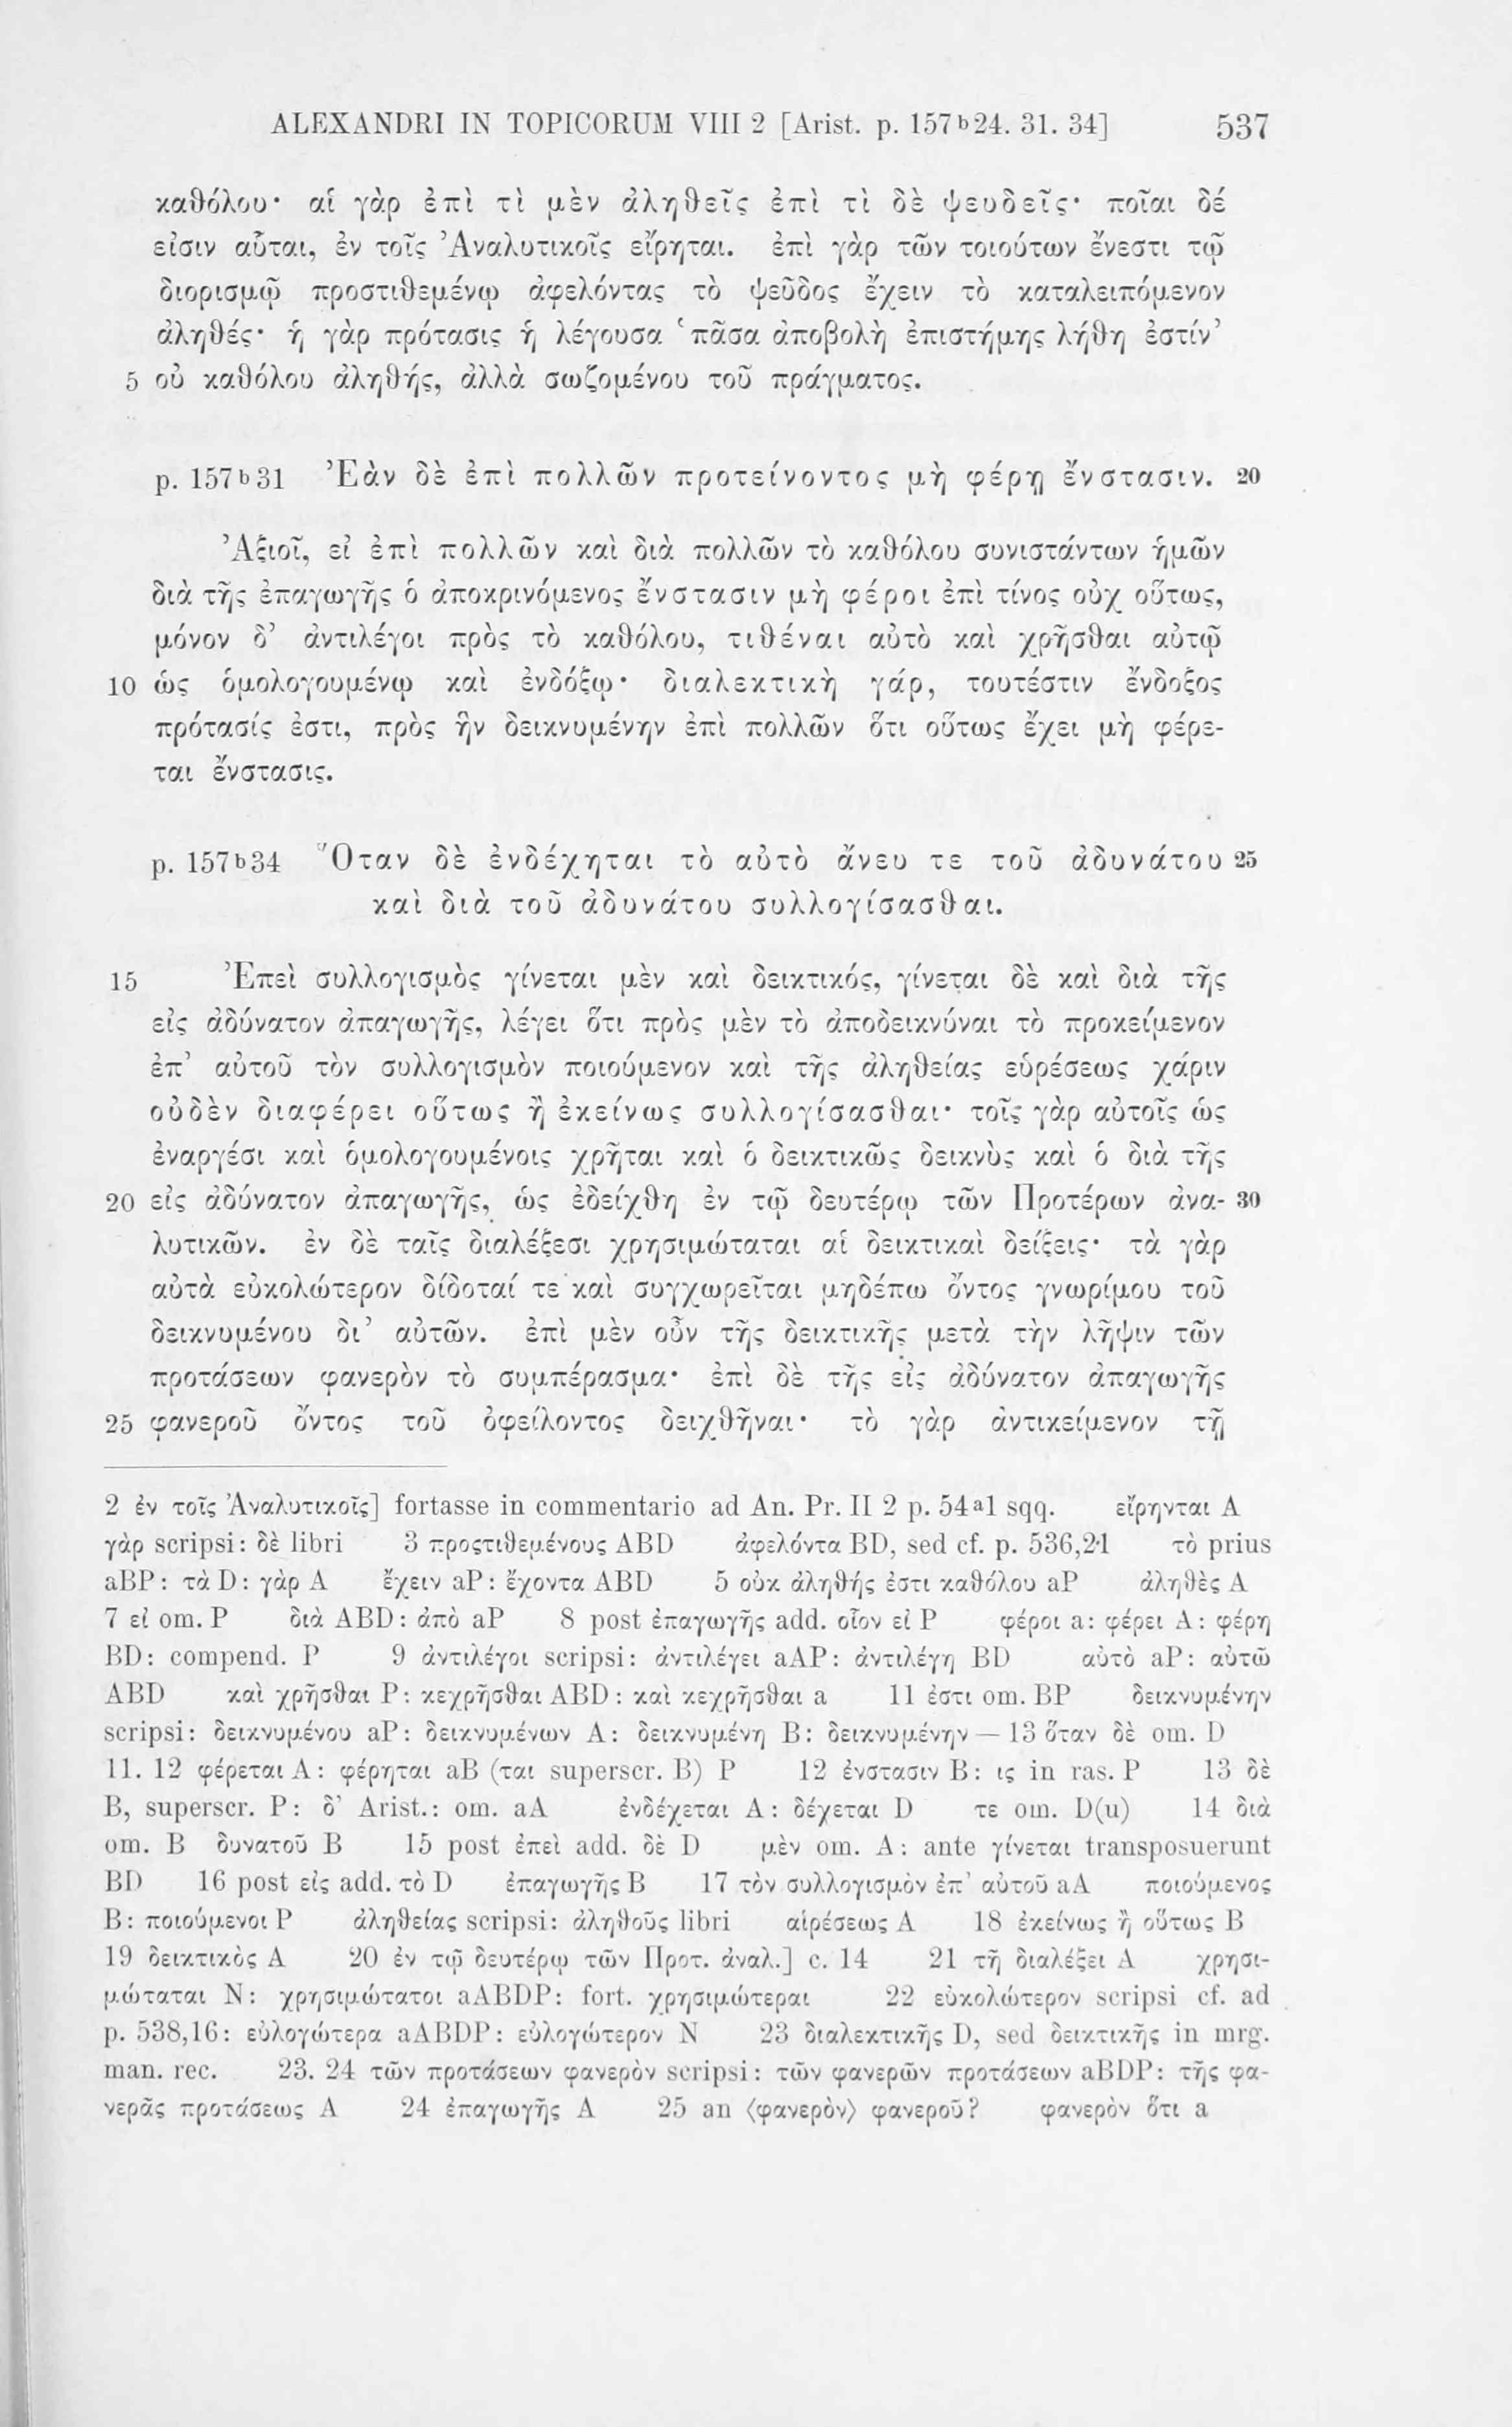 ALEXANDRI IN TOPICORUM VIII 2 [Arist. p. 157ᵇ24. 31. 34] 537
καθόλου· αἱ γὰρ ἐπὶ τὶ μὲν ἀληθεῖς ἐπὶ τὶ δὲ ψευδεῖς· ποῖαι δέ
εἰσιν αὗται, ἐν τοῖς Ἀναλυτικοῖς εἴρηται. ἐπὶ γὰρ τῶν τοιούτων ἔνεστι τῷ
διορισμῷ προστιθεμένῳ ἀφελόντας τὸ ψεῦδος ἔχειν τὸ καταλειπόμενον
ἀληθές· ἡ γὰρ πρότασις ἡ λέγουσα ‘πᾶσα ἀποβολὴ ἐπιστήμης λήθη ἐστίν’
5 οὐ καθόλου ἀληθής, ἀλλὰ σωζομένου τοῦ πράγματος.
p. 157ᵇ31 Ἐὰν δὲ ἐπὶ πολλῶν προτείνοντος μὴ φέρῃ ἔνστασιν. 20
Ἀξιοῖ, εἰ ἐπὶ πολλῶν καὶ διὰ πολλῶν τὸ καθόλου συνιστάντων ἡμῶν
διὰ τῆς ἐπαγωγῆς ὁ ἀποκρινόμενος ἔνστασιν μὴ φέροι ἐπὶ τίνος οὐχ οὕτως,
μόνον δ’ ἀντιλέγοι πρὸς τὸ καθόλου, τιθέναι αὐτὸ καὶ χρῆσθαι αὐτῷ
10 ὡς ὁμολογουμένῳ καὶ ἐνδόξῳ· διαλεκτικὴ γάρ, τουτέστιν ἔνδοξος
πρότασίς ἐστι, πρὸς ἣν δεικνυμένην ἐπὶ πολλῶν ὅτι οὕτως ἔχει μὴ φέρε-
ται ἔνστασις.
p. 157ᵇ34 Ὅταν δὲ ἐνδέχηται τὸ αὐτὸ ἄνευ τε τοῦ ἀδυνάτου 25
καὶ διὰ τοῦ ἀδυνάτου συλλογίσασθαι.
15 Ἐπεὶ συλλογισμὸς γίνεται μὲν καὶ δεικτικός, γίνεται δὲ καὶ διὰ τῆς
εἰς ἀδύνατον ἀπαγωγῆς, λέγει ὅτι πρὸς μὲν τὸ ἀποδεικνύναι τὸ προκείμενον
ἐπ’ αὐτοῦ τὸν συλλογισμὸν ποιούμενον καὶ τῆς ἀληθείας εὑρέσεως χάριν
οὐδὲν διαφέρει οὕτως ἢ ἐκείνως συλλογίσασθαι· τοῖς γὰρ αὐτοῖς ὡς
ἐναργέσι καὶ ὁμολογουμένοις χρῆται καὶ ὁ δεικτικῶς δεικνὺς καὶ ὁ διὰ τῆς
20 εἰς ἀδύνατον ἀπαγωγῆς, ὡς ἐδείχθη ἐν τῷ δευτέρῳ τῶν Προτέρων ἀνα- 30
λυτικῶν. ἐν δὲ ταῖς διαλέξεσι χρησιμώταται αἱ δεικτικαὶ δείξεις· τὰ γὰρ
αὐτὰ εὐκολώτερον δίδοταί τε καὶ συγχωρεῖται μηδέπω ὄντος γνωρίμου τοῦ
δεικνυμένου δι’ αὐτῶν. ἐπὶ μὲν οὖν τῆς δεικτικῆς μετὰ τὴν λῆψιν τῶν
προτάσεων φανερὸν τὸ συμπέρασμα· ἐπὶ δὲ τῆς εἰς ἀδύνατον ἀπαγωγῆς
25 φανεροῦ ὄντος τοῦ ὀφείλοντος δειχθῆναι· τὸ γὰρ ἀντικείμενον τῇ
2 ἐν τοῖς Ἀναλυτικοῖς] fortasse in commentario ad An. Pr. II 2 p. 54ᵃ1 sqq. εἴρηνται A
γὰρ scripsi: δὲ libri 3 προςτιθεμένους ABD ἀφελόντα BD, sed cf. p. 536,21 τὸ prius
aBP: τὰ D: γὰρ A ἔχειν aP: ἔχοντα ABD 5 οὐκ ἀληθής ἐστι καθόλου aP ἀληθὲς A
7 εἰ om. P διὰ ABD: ἀπὸ aP 8 post ἐπαγωγῆς add. οἷον εἰ P φέροι a: φέρει A: φέρῃ
BD: compend. P 9 ἀντιλέγοι scripsi: ἀντιλέγει aAP: ἀντιλέγῃ BD αὐτὸ aP: αὐτῶ
ABD καὶ χρῆσθαι P: κεχρῆσθαι ABD: καὶ κεχρῆσθαι a 11 ἐστι om. BP δεικνυμένην
scripsi: δεικνυμένου aP: δεικνυμένων A: δεικνυμένη B: δεικνυμένην — 13 ὅταν δὲ om. D
11. 12 φέρεται A: φέρηται aB (ται superscr. B) P 12 ἐνστασιν B: ις in ras. P 13 δὲ
B, superscr. P: δ’ Arist.: om. aA ἐνδέχεται A: δέχεται D τε om. D(u) 14 διὰ
om. B δυνατοῦ B 15 post ἐπεὶ add. δὲ D μὲν om. A: ante γίνεται transposuerunt
BD 16 post εἰς add. τὸ D ἐπαγωγῆς B 17 τὸν συλλογισμὸν ἐπ’ αὐτοῦ aA ποιούμενος
B: ποιούμενοι P ἀληθείας scripsi: ἀληθοῦς libri αἱρέσεως A 18 ἐκείνως ἢ οὕτως B
19 δεικτικὸς A 20 ἐν τῷ δευτέρῳ τῶν Προτ. ἀναλ.] c. 14 21 τῆ διαλέξει A χρησι-
μώταται N: χρησιμώτατοι aABDP: fort. χρησιμώτεραι 22 εὐκολώτερον scripsi cf. ad
p. 538,16: εὐλογώτερα aABDP: εὐλογώτερον N 23 διαλεκτικῆς D, sed δεικτικῆς in mrg.
man. rec. 23. 24 τῶν προτάσεων φανερὸν scripsi: τῶν φανερῶν προτάσεων aBDP: τῆς φα-
νερᾶς προτάσεως A 24 ἐπαγωγῆς A 25 an ⟨φανερὸν⟩ φανεροῦ? φανερὸν ὅτι a